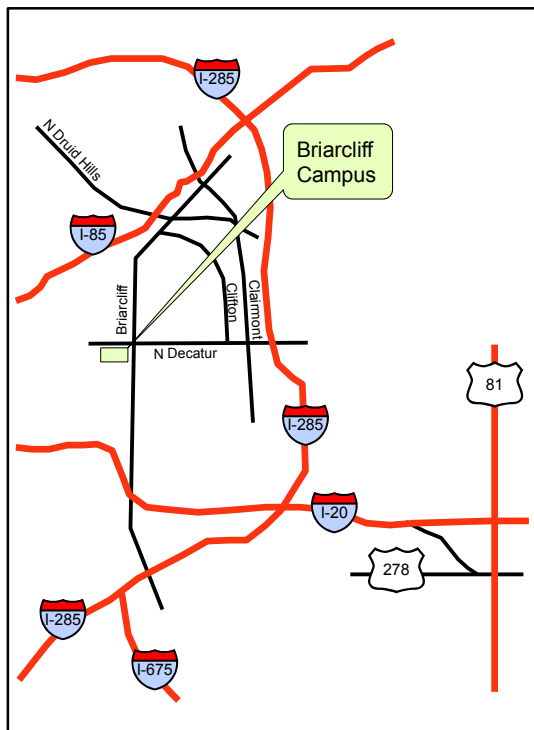 I-285
N Druid Hills
Briarcliff
Campus
I-85
Briarcliff
Clifton
Clairmont
N Decatur
81
I-285
I-20
278
I-285
I-675